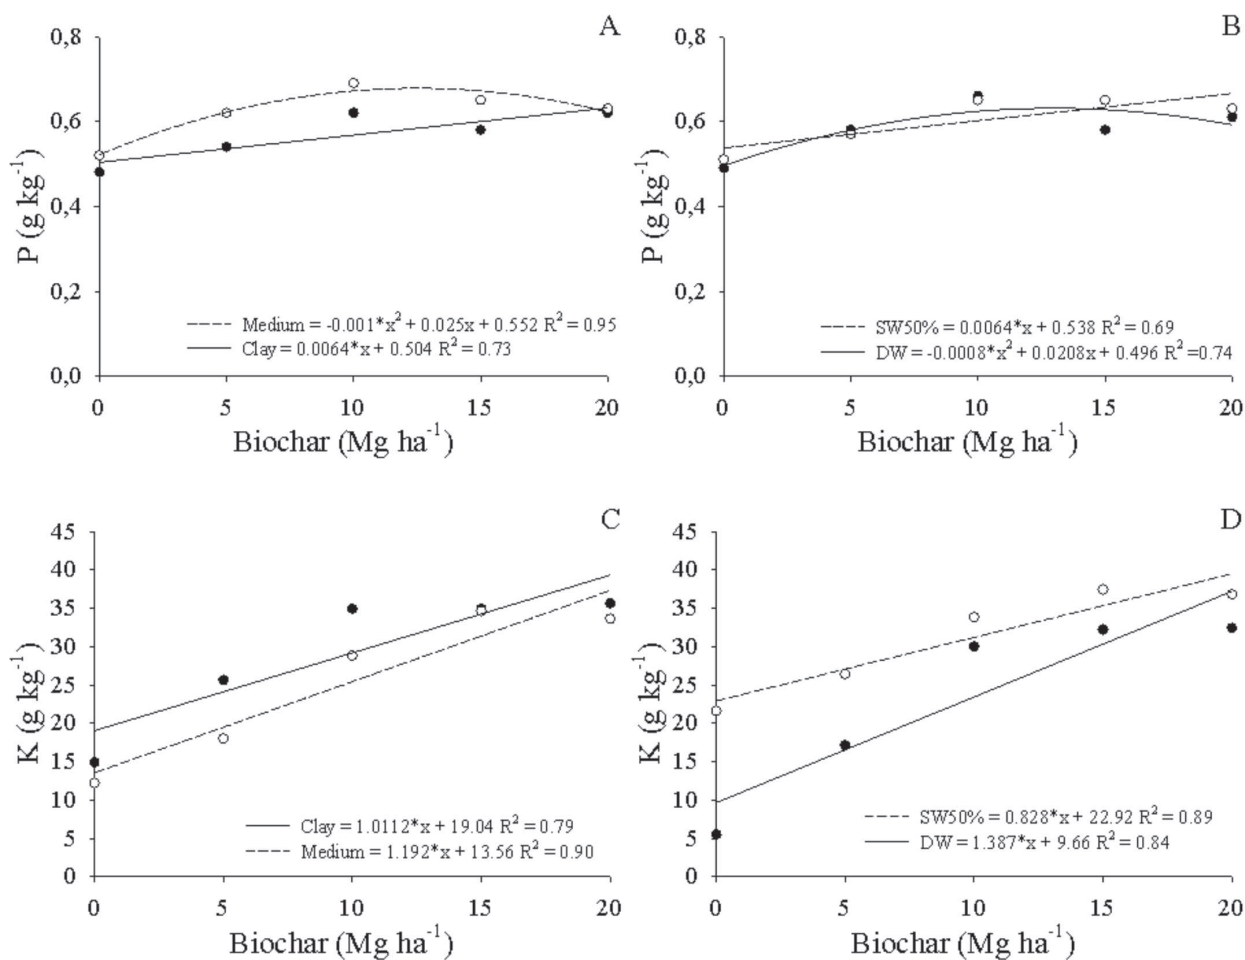 A
0,8
0,6
0,4
0,2
0,0
P (g kg⁻¹)
Medium = -0.001*x² + 0.025x + 0.552 R² = 0.95
Clay = 0.0064*x + 0.504 R² = 0.73
0 5 10 15 20
Biochar (Mg ha⁻¹)
B
0,8
0,6
0,4
0,2
0,0
P (g kg⁻¹)
SW50% = 0.0064*x + 0.538 R² = 0.69
DW = -0.0008*x² + 0.0208x + 0.496 R² =0.74
0 5 10 15 20
Biochar (Mg ha⁻¹)
C
45
40
35
30
25
20
15
10
5
0
K (g kg⁻¹)
Clay = 1.0112*x + 19.04 R² = 0.79
Medium = 1.192*x + 13.56 R² = 0.90
0 5 10 15 20
Biochar (Mg ha⁻¹)
D
45
40
35
30
25
20
15
10
5
0
K (g kg⁻¹)
SW50% = 0.828*x + 22.92 R² = 0.89
DW = 1.387*x + 9.66 R² = 0.84
0 5 10 15 20
Biochar (Mg ha⁻¹)